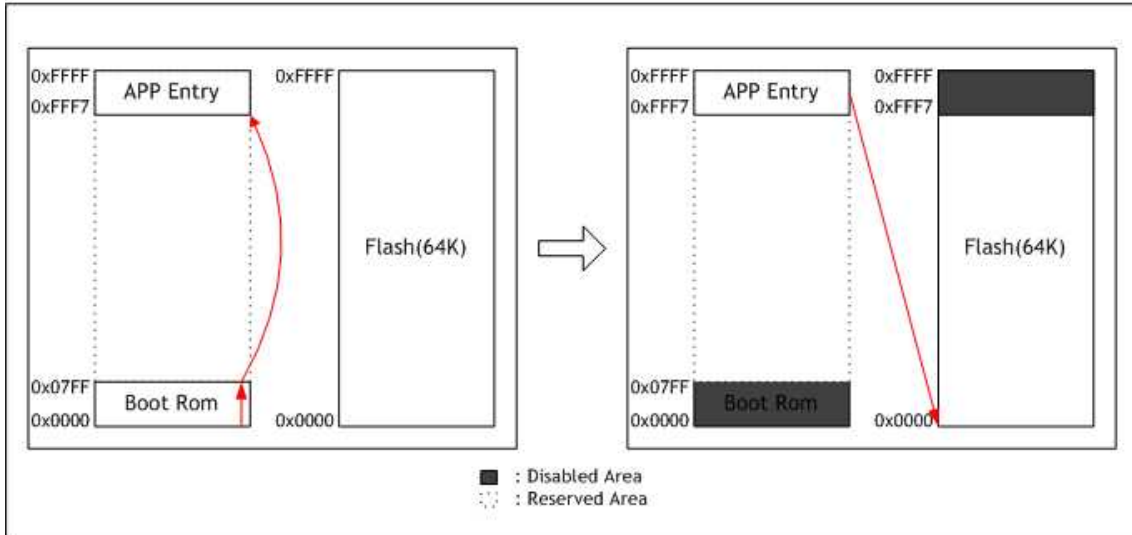 0xFFFF
APP Entry
0xFFF7
0x07FF
Boot Rom
0x0000
0xFFFF
Flash(64K)
0x0000
0xFFFF
APP Entry
0xFFF7
0x07FF
Boot Rom
0x0000
0xFFFF
0xFFF7
Flash(64K)
0x0000
: Disabled Area
: Reserved Area